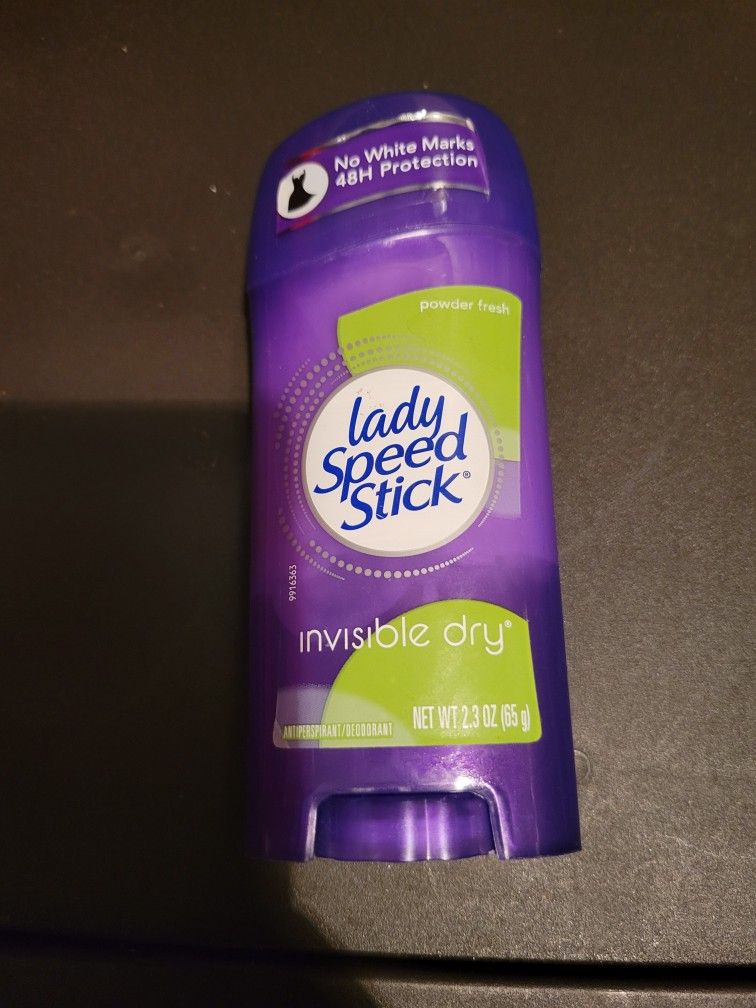 No White Marks
48H Protection
powder fresh
lady
Speed
Stick®
9916363
invisible dry®
ANTIPERSPIRANT/DEODORANT
NET WT 2.3 OZ (65 g)